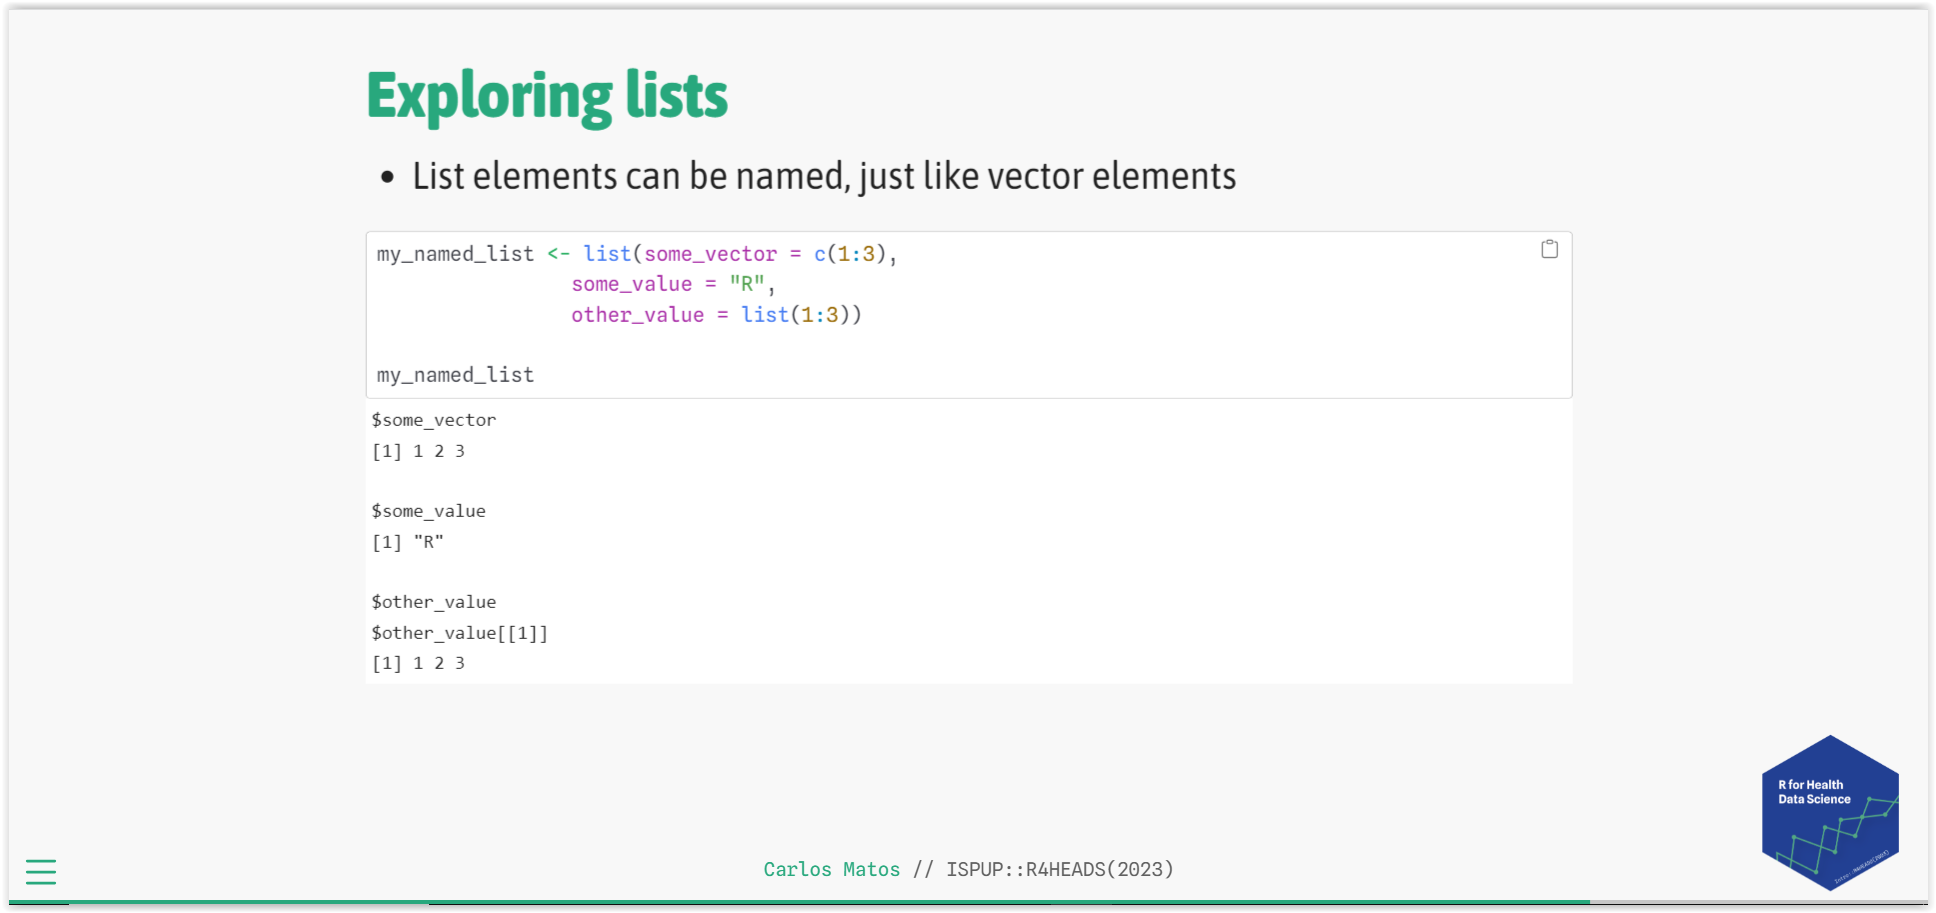 Exploring lists
• List elements can be named, just like vector elements
my_named_list <- list(some_vector = c(1:3),
                some_value = "R",
                other_value = list(1:3))
my_named_list
$some_vector
[1] 1 2 3
$some_value
[1] "R"
$other_value
$other_value[[1]]
[1] 1 2 3
R for Health
Data Science
Carlos Matos // ISPUP::R4HEADS(2023)